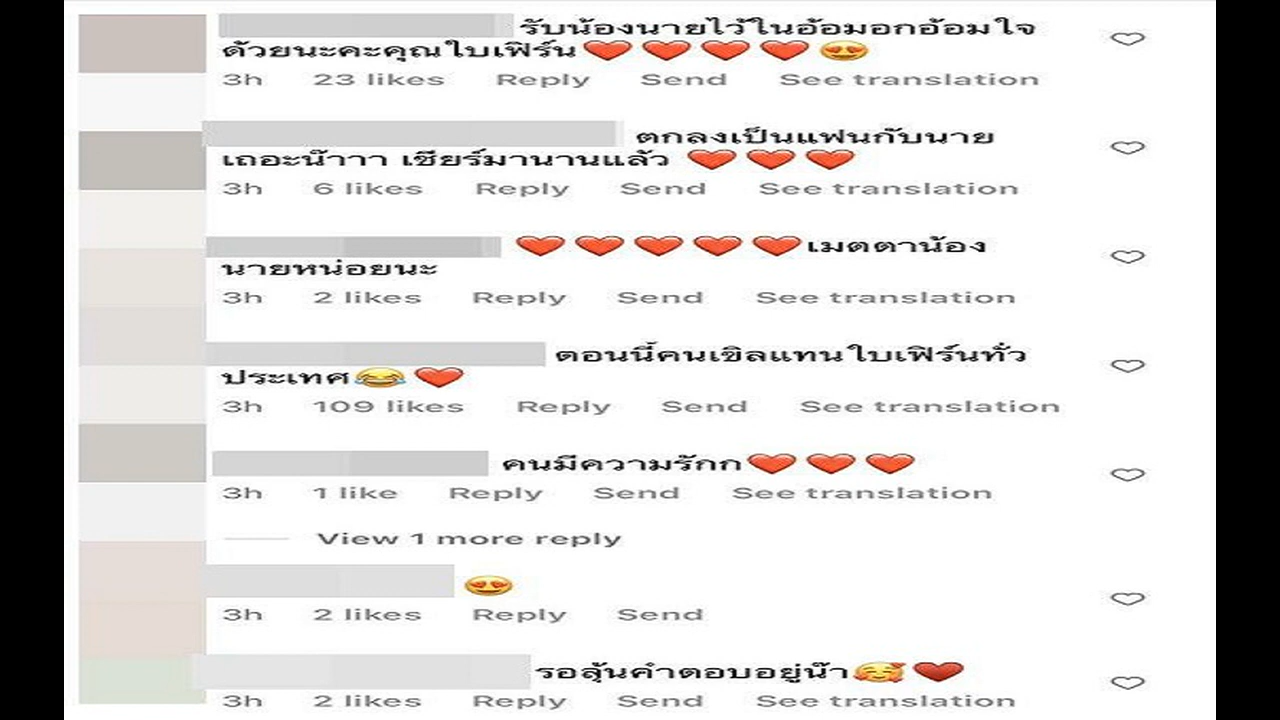 รับน้องนายไว้ในอ้อมอกอ้อมใจ
ด้วยนะคะคุณใบเฟิร์น❤️❤️❤️❤️😍
3h 23 likes Reply Send See translation
ตกลงเป็นแฟนกับนาย
เถอะน๊าาา เชียร์มานานแล้ว ❤️❤️❤️
3h 6 likes Reply Send See translation
❤️❤️❤️❤️❤️เมตตาน้อง
นายหน่อยนะ
3h 2 likes Reply Send See translation
ตอนนี้คนเขิลแทนใบเฟิร์นทั่ว
ประเทศ😂❤️
3h 109 likes Reply Send See translation
คนมีความรักก❤️❤️❤️
3h 1 like Reply Send See translation
View 1 more reply
😍
3h 2 likes Reply Send
รอลุ้นคำตอบอยู่น๊า🥰❤️
3h 2 likes Reply Send See translation